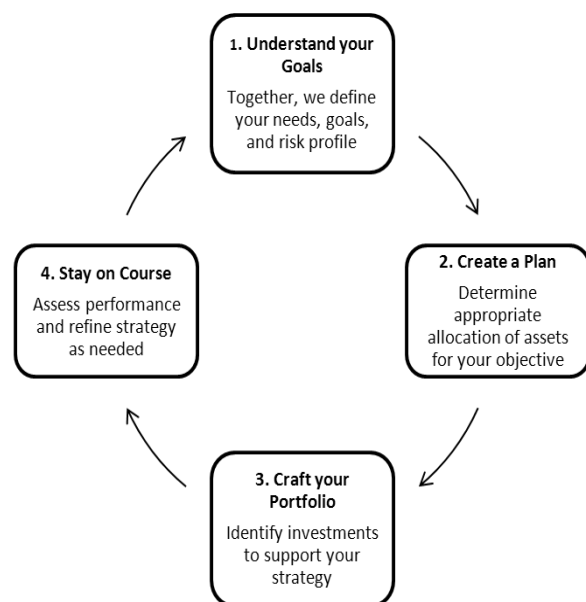 1. Understand your
Goals
Together, we define
your needs, goals,
and risk profile
2. Create a Plan
Determine
appropriate
allocation of assets
for your objective
3. Craft your
Portfolio
Identify investments
to support your
strategy
4. Stay on Course
Assess performance
and refine strategy
as needed